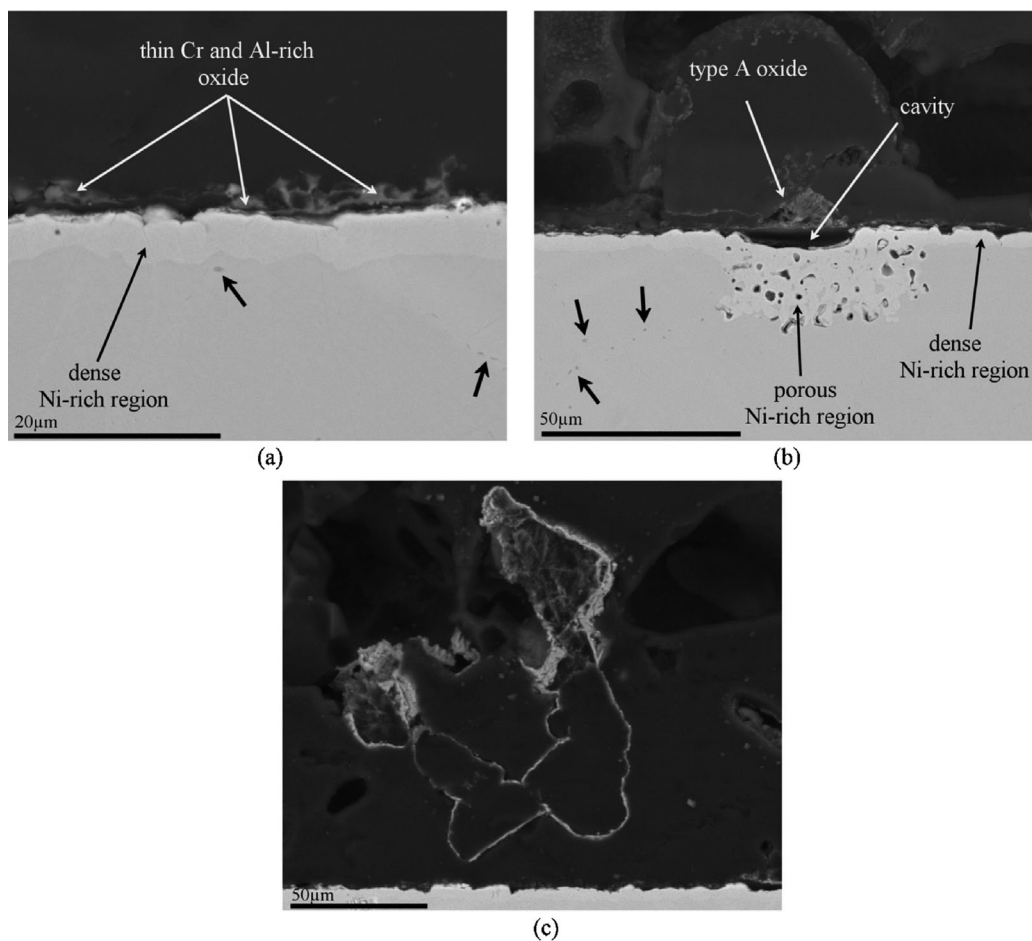 thin Cr and Al-rich
oxide
dense
Ni-rich region
20µm
(a)
type A oxide
cavity
dense
Ni-rich region
porous
Ni-rich region
50µm
(b)
50µm
(c)